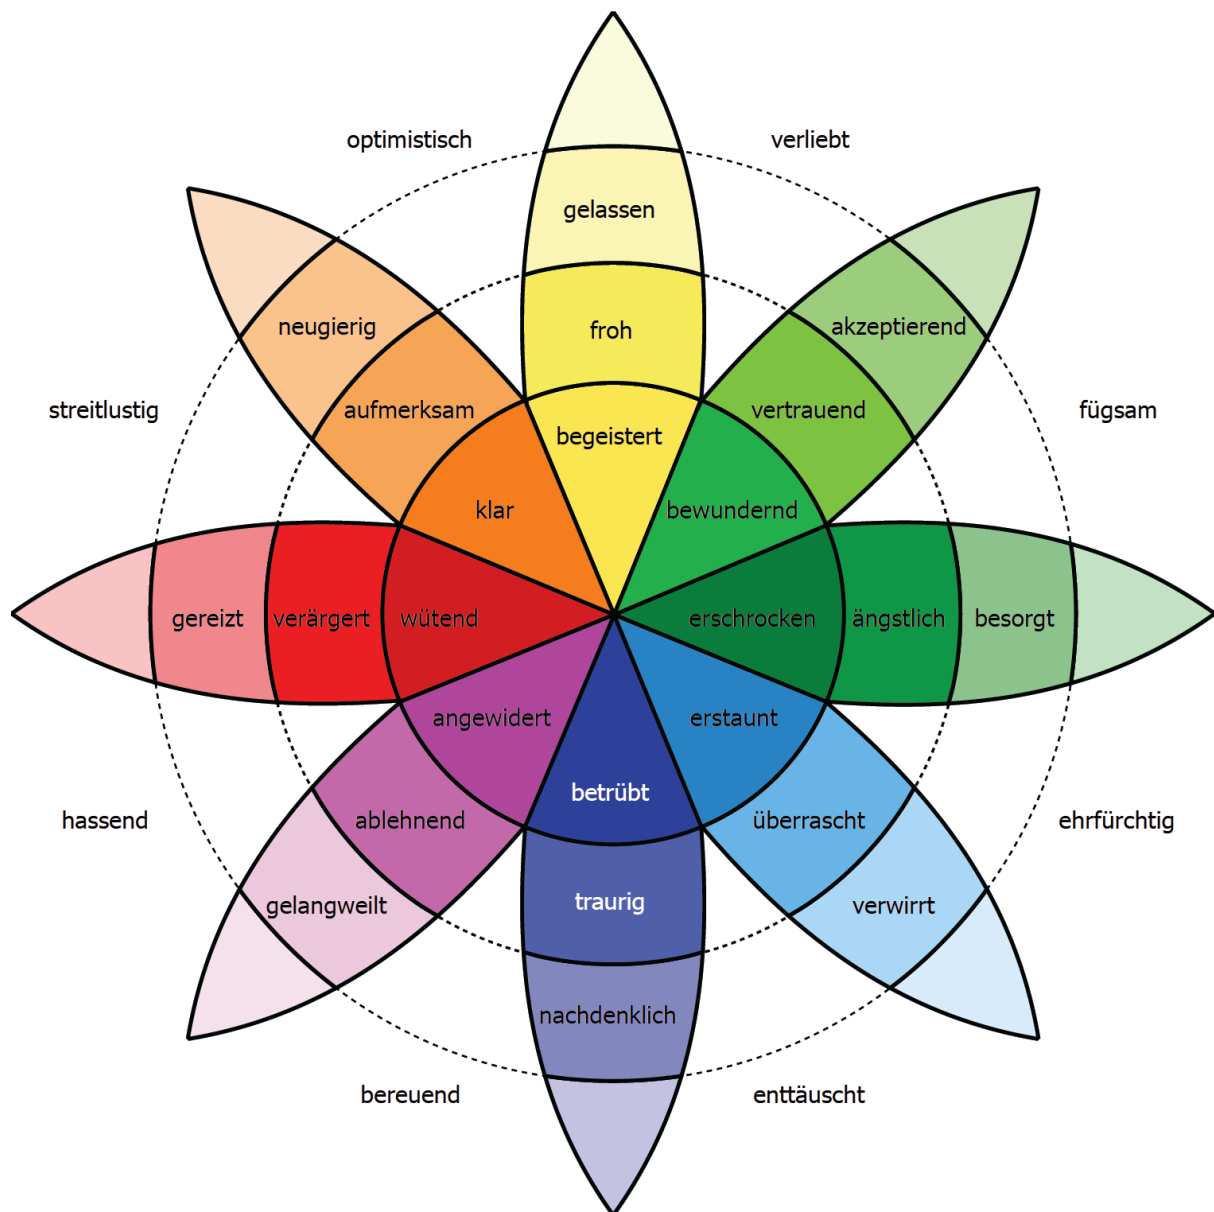 optimistisch
verliebt
gelassen
neugierig
froh
akzeptierend
streitlustig
aufmerksam
vertrauend
fügsam
begeistert
klar
bewundernd
gereizt
verärgert
wütend
erschrocken
ängstlich
besorgt
angewidert
erstaunt
betrübt
hassend
ablehnend
überrascht
ehrfürchtig
gelangweilt
traurig
verwirrt
nachdenklich
bereuend
enttäuscht